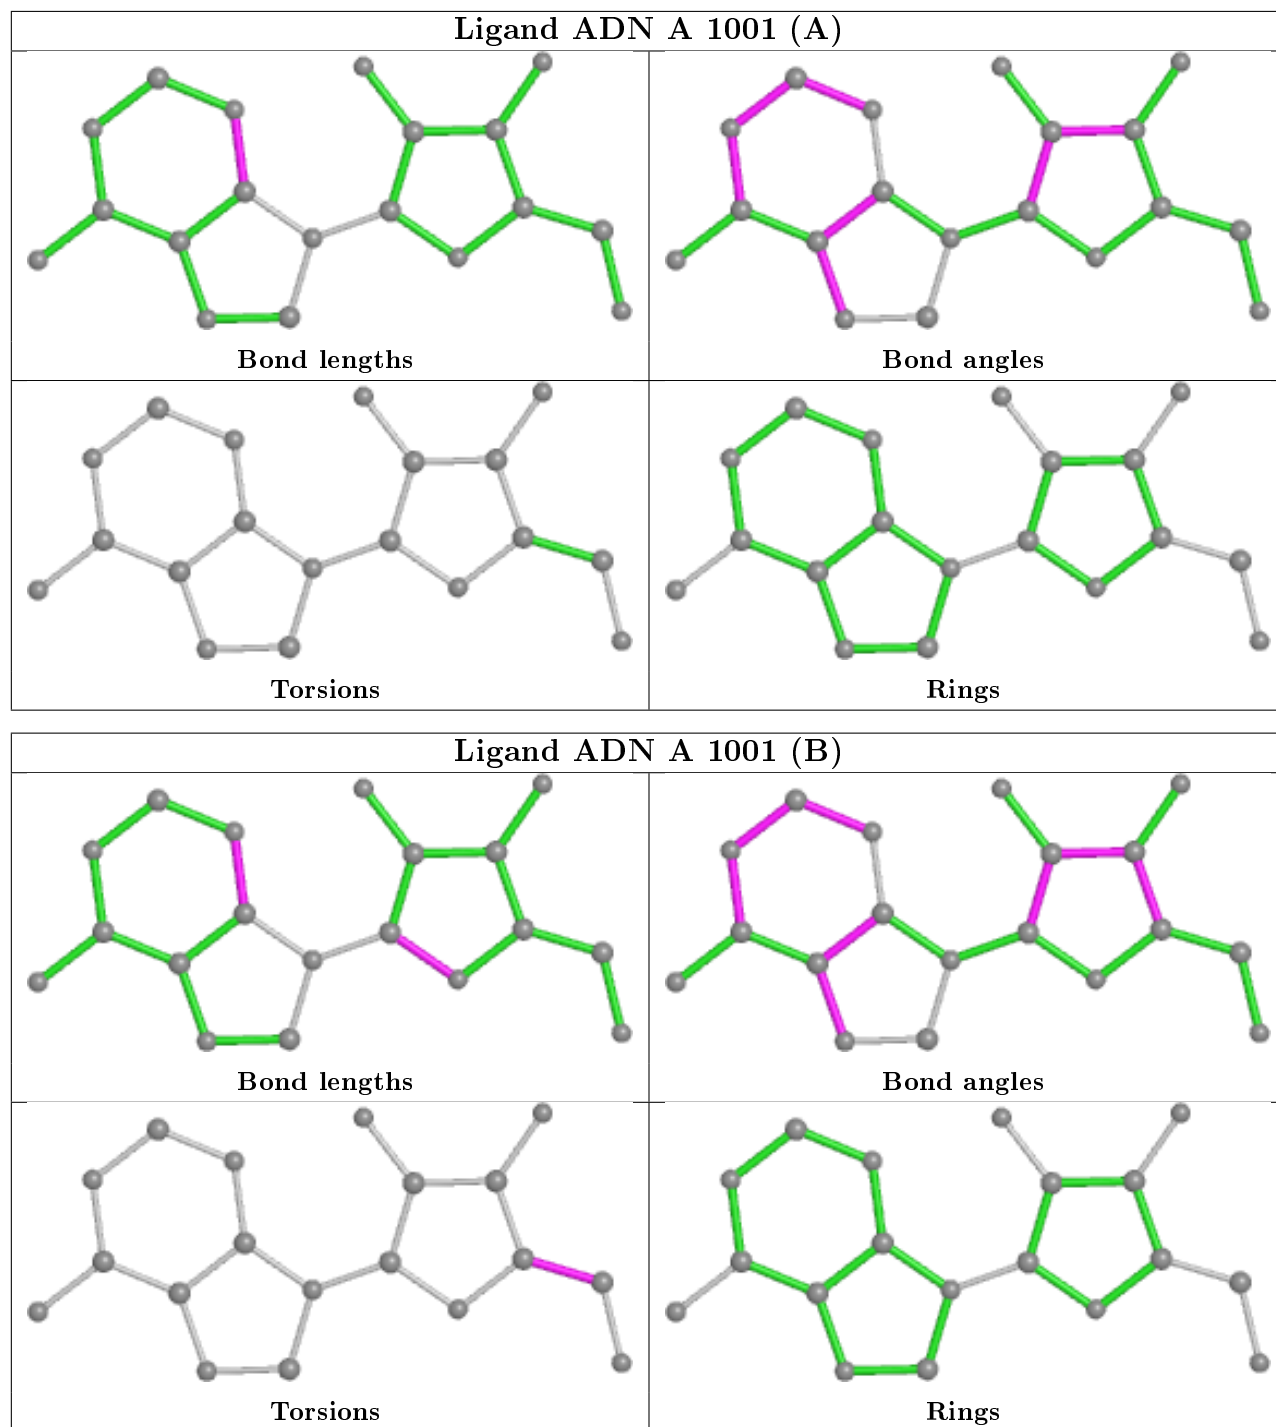 Ligand ADN A 1001 (A)
Bond lengths
Bond angles
Torsions
Rings
Ligand ADN A 1001 (B)
Bond lengths
Bond angles
Torsions
Rings